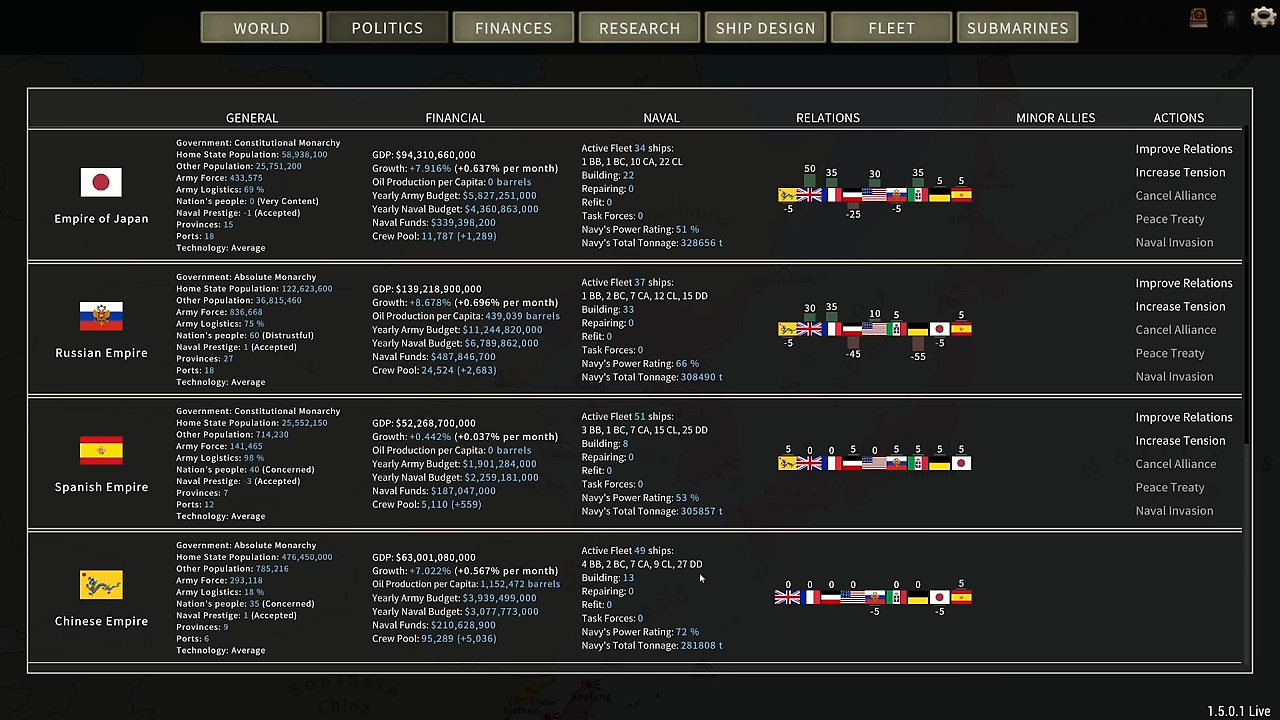 WORLD
POLITICS
FINANCES
RESEARCH
SHIP DESIGN
FLEET
SUBMARINES
GENERAL
FINANCIAL
NAVAL
RELATIONS
MINOR ALLIES
ACTIONS
Empire of Japan
Government: Constitutional Monarchy
Home State Population: 58,938,100
Other Population: 25,751,200
Army Force: 433,575
Army Logistics: 69 %
Nation's people: 0 (Very Content)
Naval Prestige: -1 (Accepted)
Provinces: 15
Ports: 18
Technology: Average
GDP: $94,310,660,000
Growth: +7.916% (+0.637% per month)
Oil Production per Capita: 0 barrels
Yearly Army Budget: $5,827,251,000
Yearly Naval Budget: $4,360,863,000
Naval Funds: $339,398,200
Crew Pool: 11,787 (+1,289)
Active Fleet 34 ships:
1 BB, 1 BC, 10 CA, 22 CL
Building: 22
Repairing: 0
Refit: 0
Task Forces: 0
Navy's Power Rating: 51 %
Navy's Total Tonnage: 328656 t
50 35 30 35 5 5
-5 -25 -5
Improve Relations
Increase Tension
Cancel Alliance
Peace Treaty
Naval Invasion
Russian Empire
Government: Absolute Monarchy
Home State Population: 122,623,600
Other Population: 36,815,460
Army Force: 836,668
Army Logistics: 75 %
Nation's people: 60 (Distrustful)
Naval Prestige: 1 (Accepted)
Provinces: 27
Ports: 18
Technology: Average
GDP: $139,218,900,000
Growth: +8.678% (+0.696% per month)
Oil Production per Capita: 439,039 barrels
Yearly Army Budget: $11,244,820,000
Yearly Naval Budget: $6,789,862,000
Naval Funds: $487,846,700
Crew Pool: 24,524 (+2,683)
Active Fleet 37 ships:
1 BB, 2 BC, 7 CA, 12 CL, 15 DD
Building: 33
Repairing: 0
Refit: 0
Task Forces: 0
Navy's Power Rating: 66 %
Navy's Total Tonnage: 308490 t
30 35 10 5 5
-5 -45 -55 -5
Improve Relations
Increase Tension
Cancel Alliance
Peace Treaty
Naval Invasion
Spanish Empire
Government: Constitutional Monarchy
Home State Population: 25,552,150
Other Population: 714,230
Army Force: 141,465
Army Logistics: 98 %
Nation's people: 40 (Concerned)
Naval Prestige: -3 (Accepted)
Provinces: 7
Ports: 12
Technology: Average
GDP: $52,268,700,000
Growth: +0.442% (+0.037% per month)
Oil Production per Capita: 0 barrels
Yearly Army Budget: $1,901,284,000
Yearly Naval Budget: $2,259,181,000
Naval Funds: $187,047,000
Crew Pool: 5,110 (+559)
Active Fleet 51 ships:
3 BB, 1 BC, 7 CA, 15 CL, 25 DD
Building: 8
Repairing: 0
Refit: 0
Task Forces: 0
Navy's Power Rating: 53 %
Navy's Total Tonnage: 305857 t
5 0 0 5 0 5 5 5 5
Improve Relations
Increase Tension
Cancel Alliance
Peace Treaty
Naval Invasion
Chinese Empire
Government: Absolute Monarchy
Home State Population: 476,450,000
Other Population: 785,216
Army Force: 293,118
Army Logistics: 18 %
Nation's people: 35 (Concerned)
Naval Prestige: 1 (Accepted)
Provinces: 9
Ports: 6
Technology: Average
GDP: $63,001,080,000
Growth: +7.022% (+0.567% per month)
Oil Production per Capita: 1,152,472 barrels
Yearly Army Budget: $3,939,499,000
Yearly Naval Budget: $3,077,773,000
Naval Funds: $210,628,900
Crew Pool: 95,289 (+5,036)
Active Fleet 49 ships:
4 BB, 2 BC, 7 CA, 9 CL, 27 DD
Building: 13
Repairing: 0
Refit: 0
Task Forces: 0
Navy's Power Rating: 72 %
Navy's Total Tonnage: 281808 t
0 0 0 0 0 0 5
-5 -5
Southern
China
1.5.0.1 Live